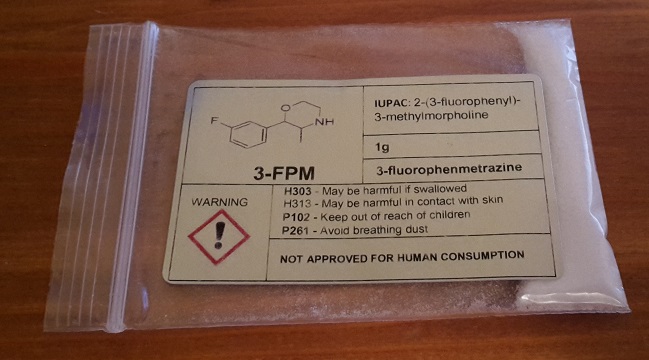 F
O
NH
3-FPM
IUPAC: 2-(3-fluorophenyl)-
3-methylmorpholine
1g
3-fluorophenmetrazine
WARNING
H303 - May be harmful if swallowed
H313 - May be harmful in contact with skin
P102 - Keep out of reach of children
P261 - Avoid breathing dust
NOT APPROVED FOR HUMAN CONSUMPTION